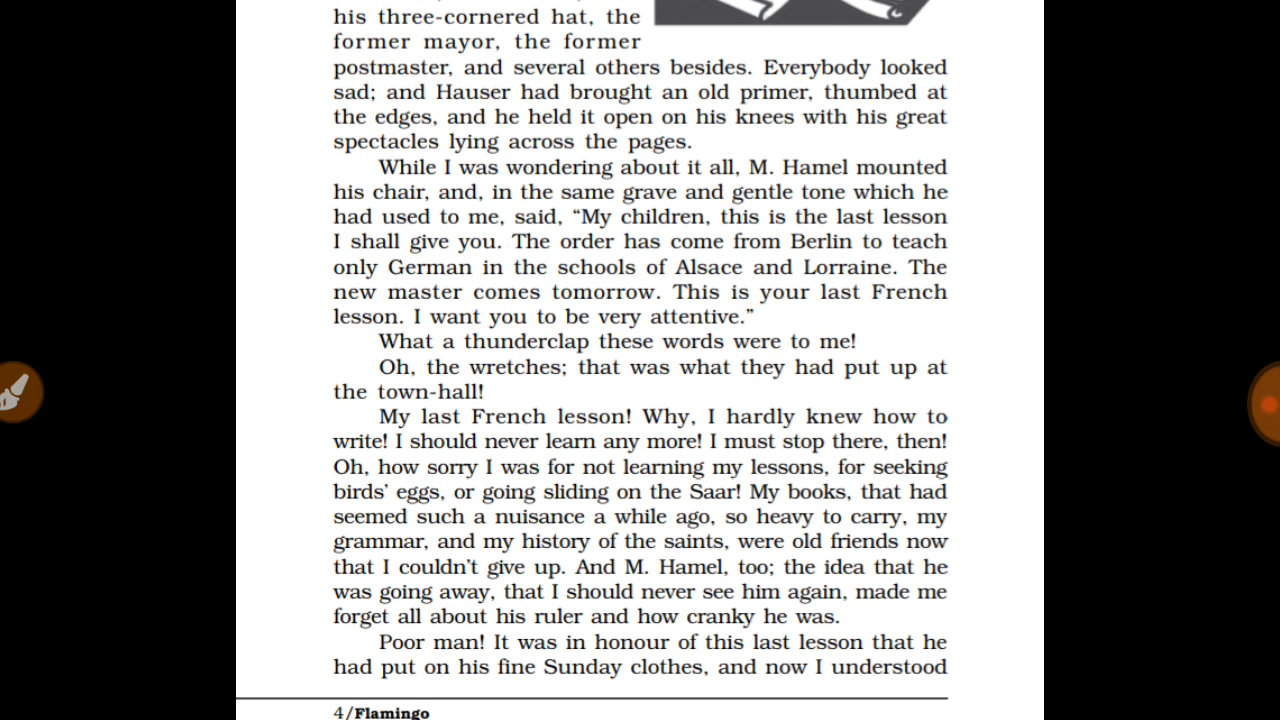 his three-cornered hat, the
former mayor, the former
postmaster, and several others besides. Everybody looked
sad; and Hauser had brought an old primer, thumbed at
the edges, and he held it open on his knees with his great
spectacles lying across the pages.
While I was wondering about it all, M. Hamel mounted
his chair, and, in the same grave and gentle tone which he
had used to me, said, “My children, this is the last lesson
I shall give you. The order has come from Berlin to teach
only German in the schools of Alsace and Lorraine. The
new master comes tomorrow. This is your last French
lesson. I want you to be very attentive.”
What a thunderclap these words were to me!
Oh, the wretches; that was what they had put up at
the town-hall!
My last French lesson! Why, I hardly knew how to
write! I should never learn any more! I must stop there, then!
Oh, how sorry I was for not learning my lessons, for seeking
birds’ eggs, or going sliding on the Saar! My books, that had
seemed such a nuisance a while ago, so heavy to carry, my
grammar, and my history of the saints, were old friends now
that I couldn’t give up. And M. Hamel, too; the idea that he
was going away, that I should never see him again, made me
forget all about his ruler and how cranky he was.
Poor man! It was in honour of this last lesson that he
had put on his fine Sunday clothes, and now I understood
4/Flamingo